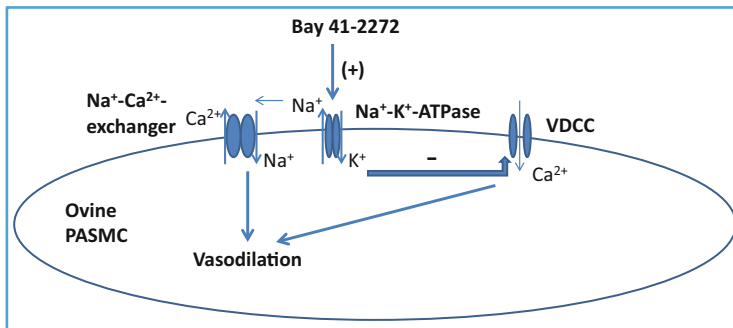 Bay 41-2272
(+)
Na⁺-Ca²⁺-
exchanger
Ca²⁺
Na⁺
Na⁺-K⁺-ATPase
VDCC
Na⁺
K⁺
–
Ca²⁺
Ovine
PASMC
Vasodilation